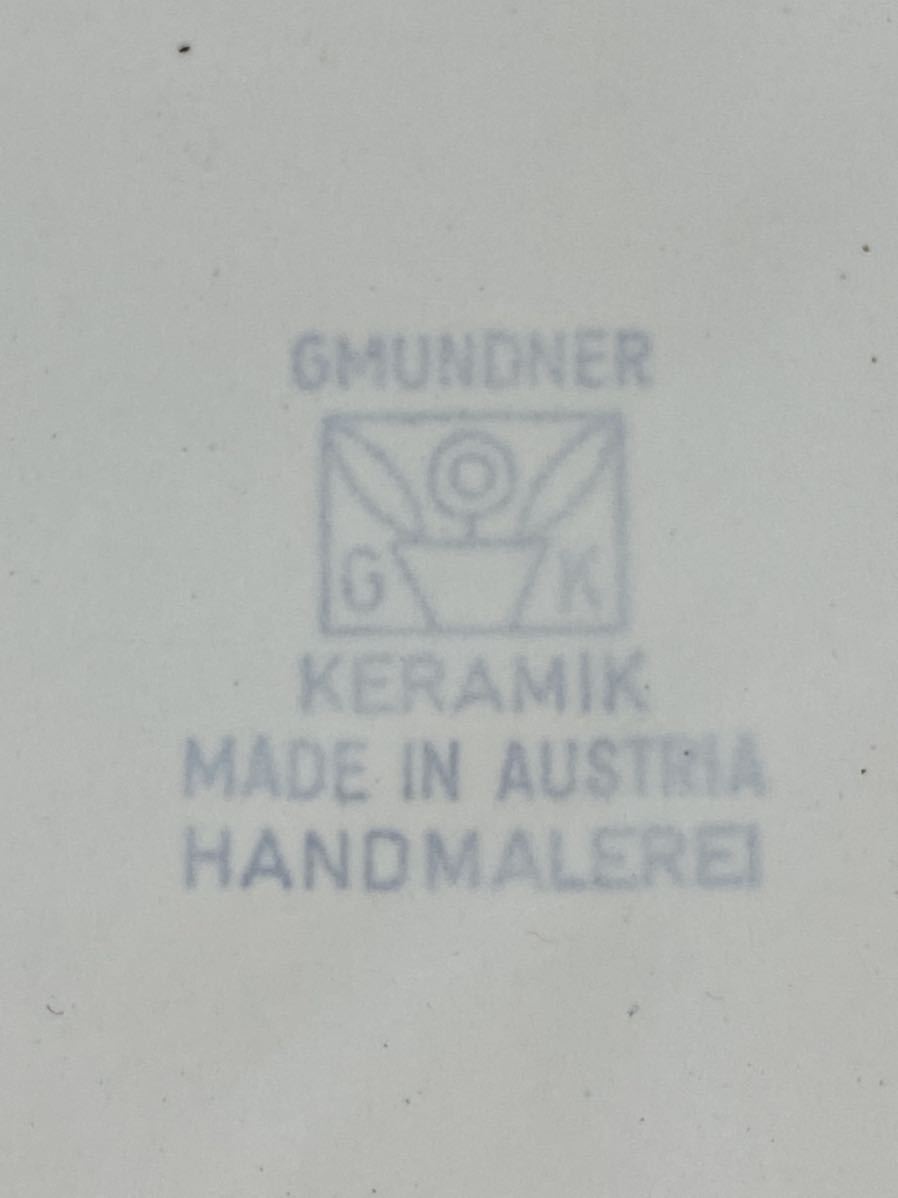 GMUNDNER
G K
KERAMIK
MADE IN AUSTRIA
HANDMALEREI